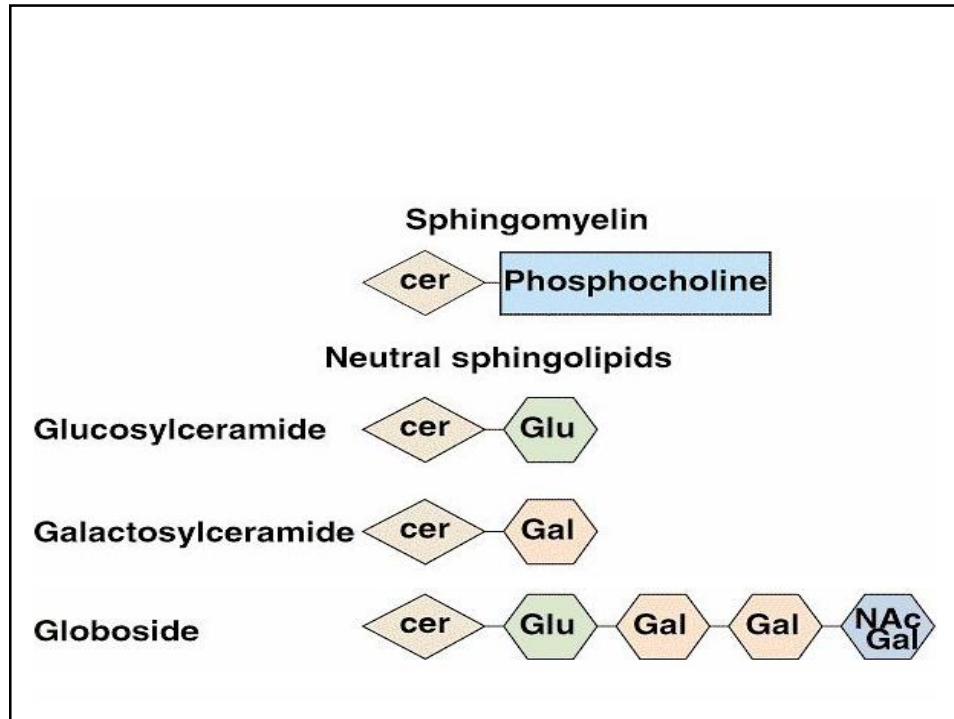 Sphingomyelin
cer Phosphocholine
Neutral sphingolipids
Glucosylceramide cer Glu
Galactosylceramide cer Gal
Globoside cer Glu Gal Gal NAc
Gal